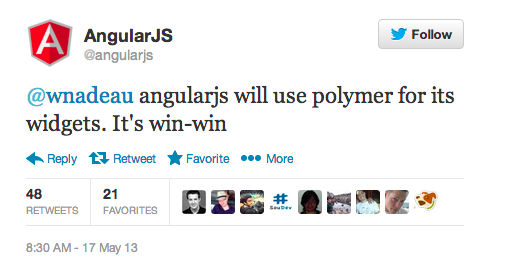 AngularJS
@angularjs
Follow
@wnadeau angularjs will use polymer for its
widgets. It's win-win
Reply Retweet Favorite More
48 21
RETWEETS FAVORITES
#
8:30 AM - 17 May 13